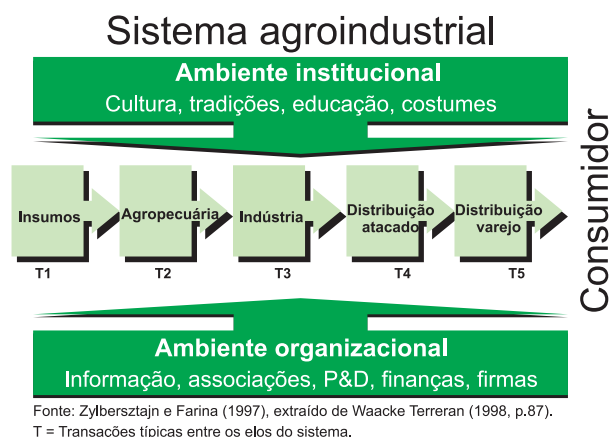 Sistema agroindustrial
Ambiente institucional
Cultura, tradições, educação, costumes
Insumos
Agropecuária
Indústria
Distribuição
atacado
Distribuição
varejo
T1
T2
T3
T4
T5
Consumidor
Ambiente organizacional
Informação, associações, P&D, finanças, firmas
Fonte: Zylbersztajn e Farina (1997), extraído de Waacke Terreran (1998, p.87).
T = Transações típicas entre os elos do sistema.